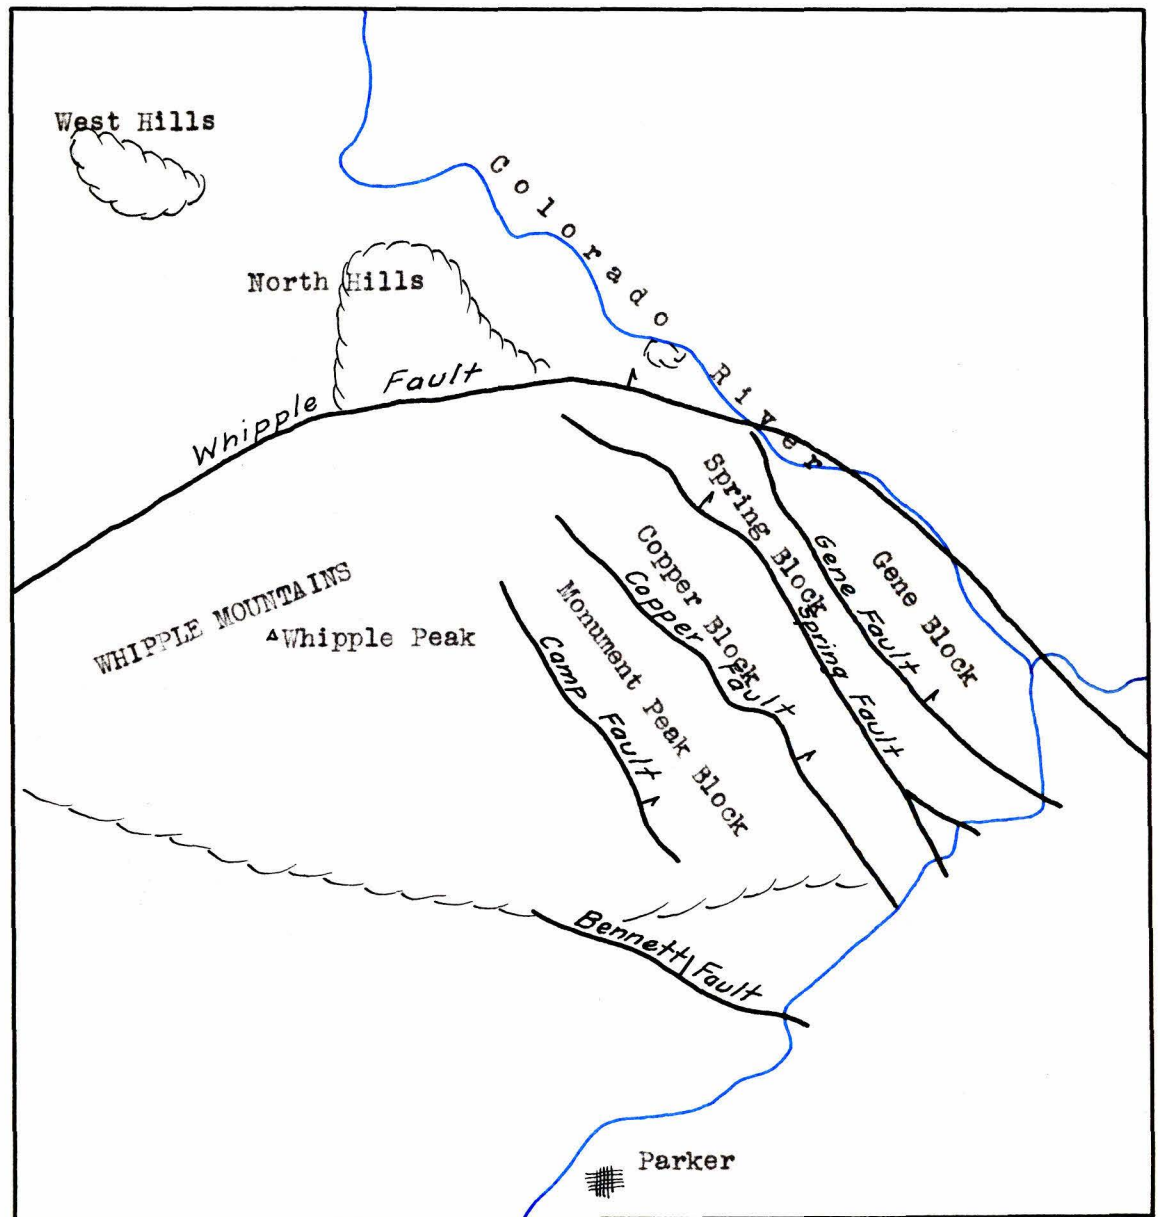 West Hills
Colorado River
North Hills
Whipple Fault
Spring Block
Copper Block
Gene Block
Gene Fault
WHIPPLE MOUNTAINS
Whipple Peak
Monument Peak Block
Copper Fault
Spring Fault
Camp Fault
Bennett Fault
Parker